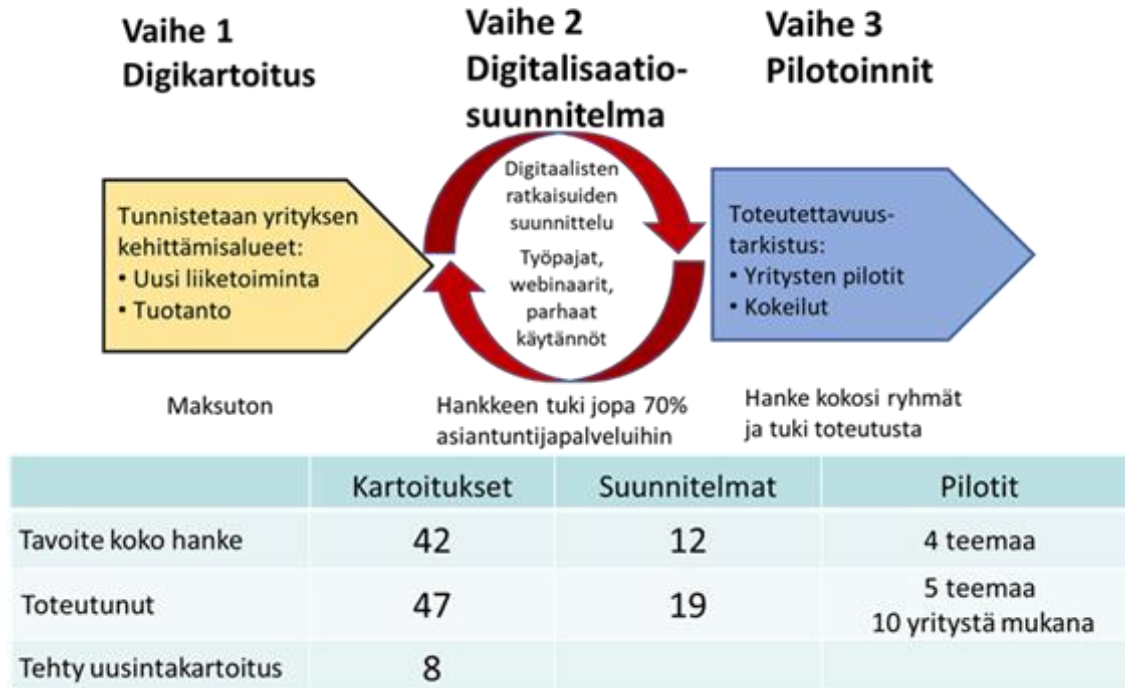 Vaihe 1
Digikartoitus
Vaihe 2
Digitalisaatio-
suunnitelma
Vaihe 3
Pilotoinnit
Tunnistetaan yrityksen
kehittämisalueet:
• Uusi liiketoiminta
• Tuotanto
Digitaalisten
ratkaisuiden
suunnittelu
Työpajat,
webinaarit,
parhaat
käytännöt
Toteutettavuus-
tarkistus:
• Yritysten pilotit
• Kokeilut
Maksuton
Hankkeen tuki jopa 70%
asiantuntijapalveluihin
Hanke kokosi ryhmät
ja tuki toteutusta
Kartoitukset Suunnitelmat Pilotit
Tavoite koko hanke 42 12 4 teemaa
Toteutunut 47 19 5 teemaa
10 yritystä mukana
Tehty uusintakartoitus 8